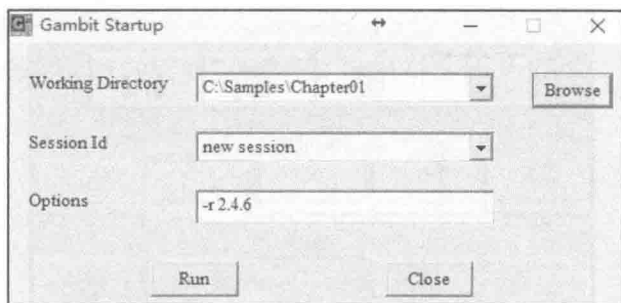 Gambit Startup
Working Directory
C:\Samples\Chapter01
Browse
Session Id
new session
Options
-r 2.4.6
Run
Close